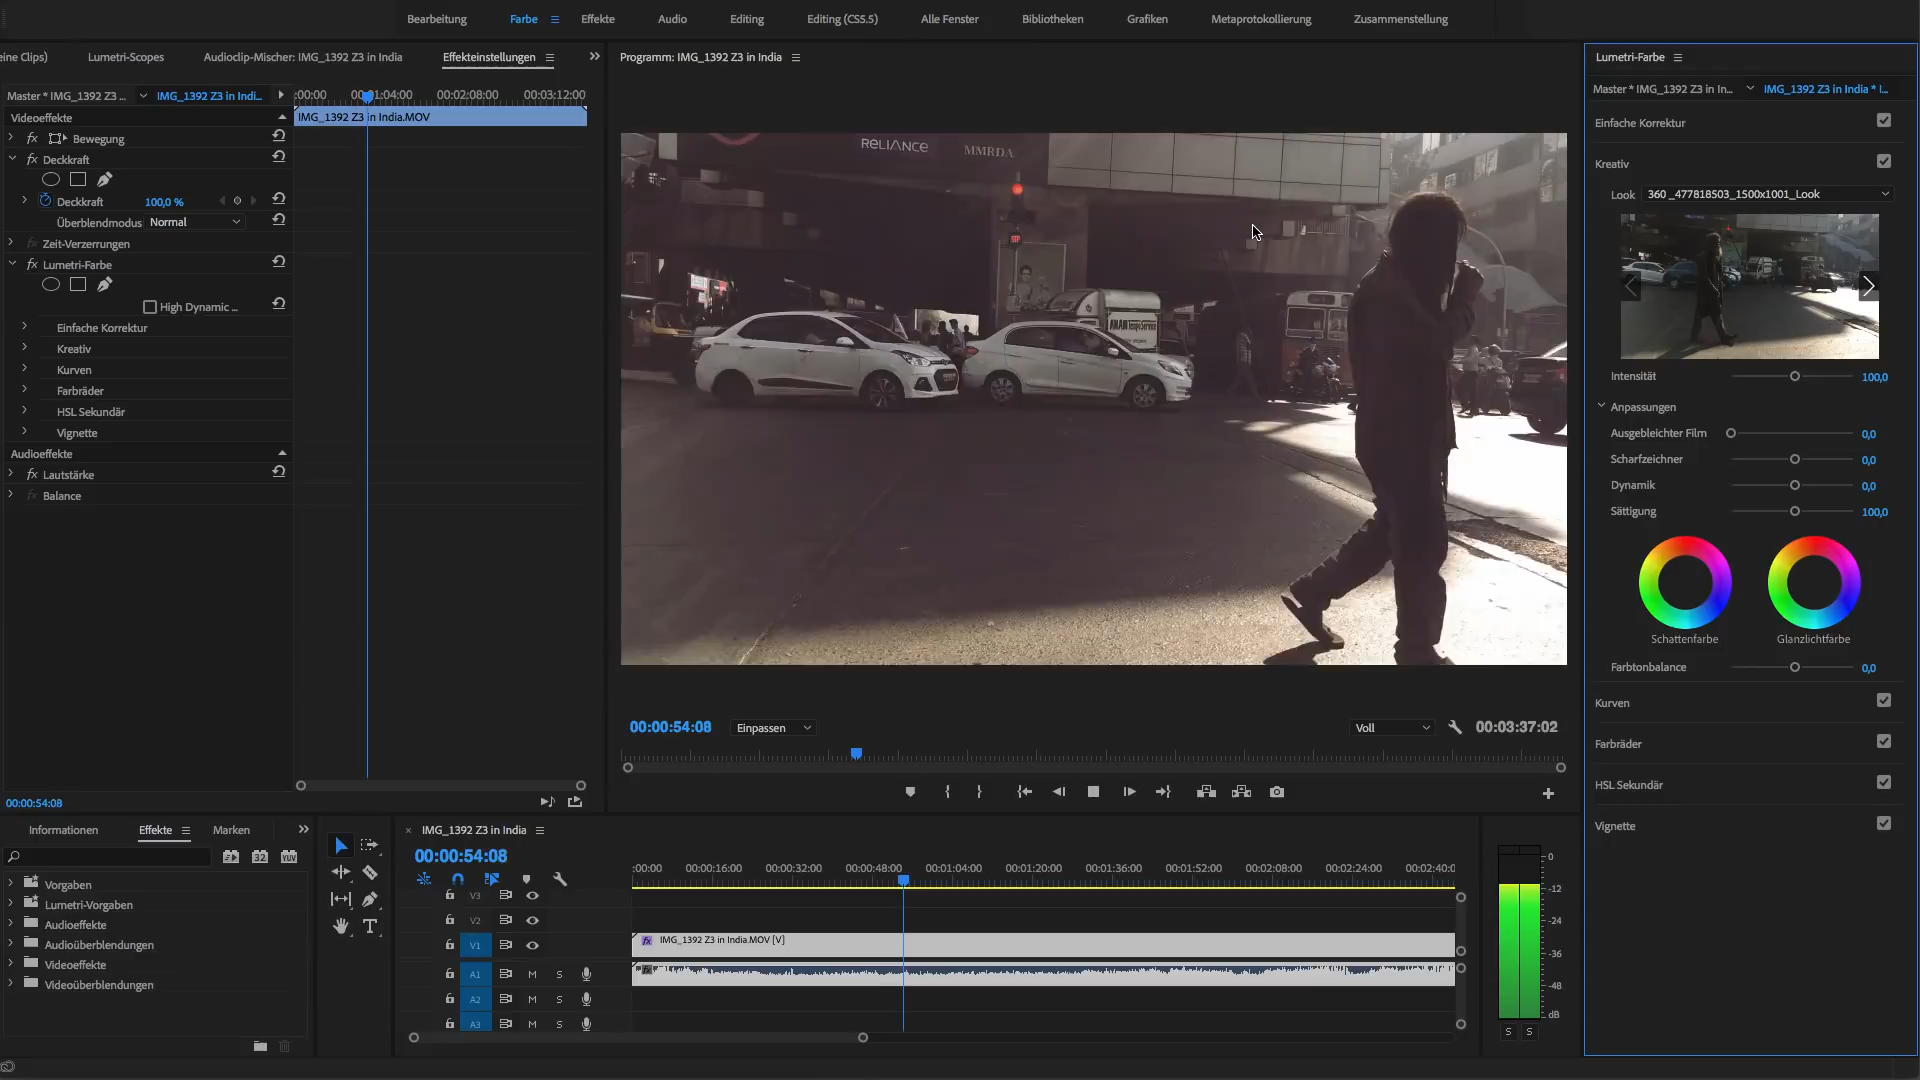 Bearbeitung Farbe Effekte Audio Editing Editing (CS5.5) Alle Fenster Bibliotheken Grafiken Metaprotokollierung Zusammenstellung
eine Clips) Lumetri-Scopes Audioclip-Mischer: IMG_1392 Z3 in India Effekteinstellungen
Master * IMG_1392 Z3 ... IMG_1392 Z3 in Indi...
:00:00 00:01:04:00 00:02:08:00 00:03:12:00
Videoeffekte
IMG_1392 Z3 in India.MOV
fx Bewegung
fx Deckkraft
Deckkraft 100,0 %
Überblendmodus Normal
fx Zeit-Verzerrungen
fx Lumetri-Farbe
High Dynamic ...
Einfache Korrektur
Kreativ
Kurven
Farbräder
HSL Sekundär
Vignette
Audioeffekte
fx Lautstärke
fx Balance
00:00:54:08
Programm: IMG_1392 Z3 in India
RELIANCE MMRDA
00:00:54:08 Einpassen Voll 00:03:37:02
Lumetri-Farbe
Master * IMG_1392 Z3 in In... IMG_1392 Z3 in India * I...
Einfache Korrektur
Kreativ
Look 360 _477818503_1500x1001_Look
Intensität 100,0
Anpassungen
Ausgebleichter Film 0,0
Scharfzeichner 0,0
Dynamik 0,0
Sättigung 100,0
Schattenfarbe Glanzlichtfarbe
Farbtonbalance 0,0
Kurven
Farbräder
HSL Sekundär
Vignette
Informationen Effekte Marken
32 YUV
Vorgaben
Lumetri-Vorgaben
Audioeffekte
Audioüberblendungen
Videoeffekte
Videoüberblendungen
T
× IMG_1392 Z3 in India
00:00:54:08
:00:00 00:00:16:00 00:00:32:00 00:00:48:00 00:01:04:00 00:01:20:00 00:01:36:00 00:01:52:00 00:02:08:00 00:02:24:00 00:02:40:0
V3
V2
V1 fx IMG_1392 Z3 in India.MOV [V]
A1 M S fx
A2 M S
A3 M S
0
-12
-24
-36
-48
dB
S S